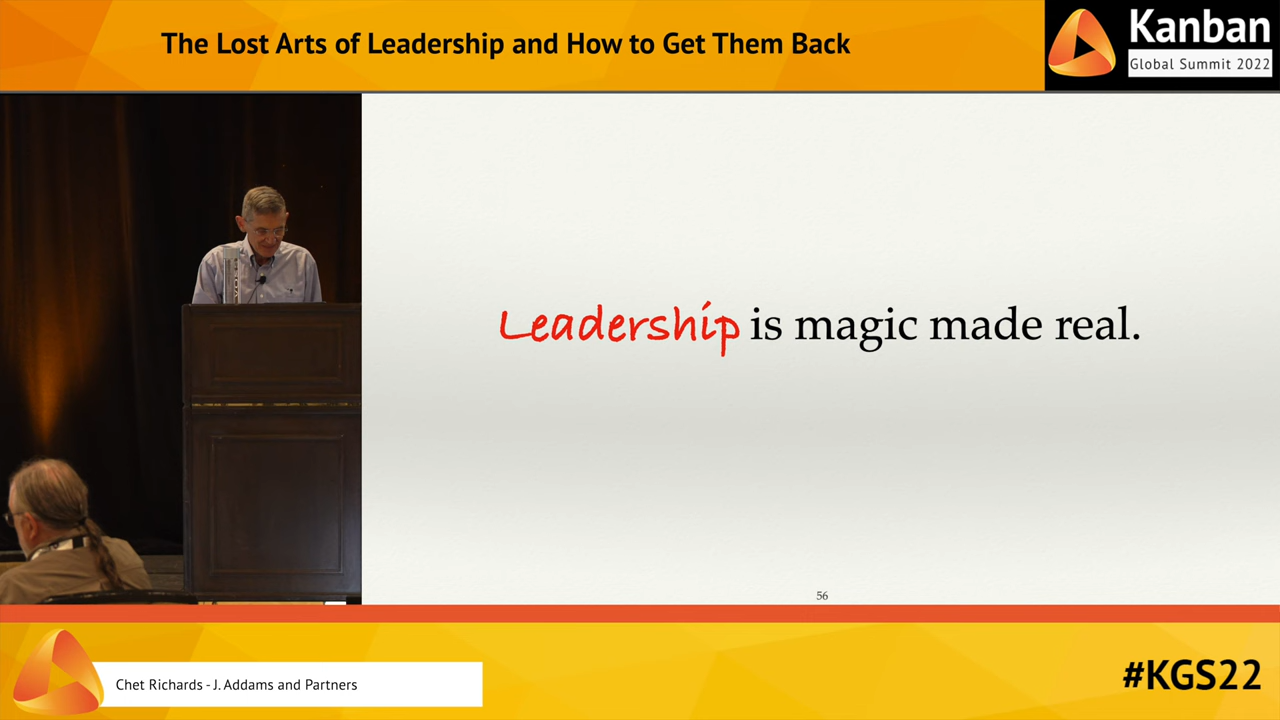 The Lost Arts of Leadership and How to Get Them Back
Kanban
Global Summit 2022
Leadership is magic made real.
56
Chet Richards - J. Addams and Partners
#KGS22